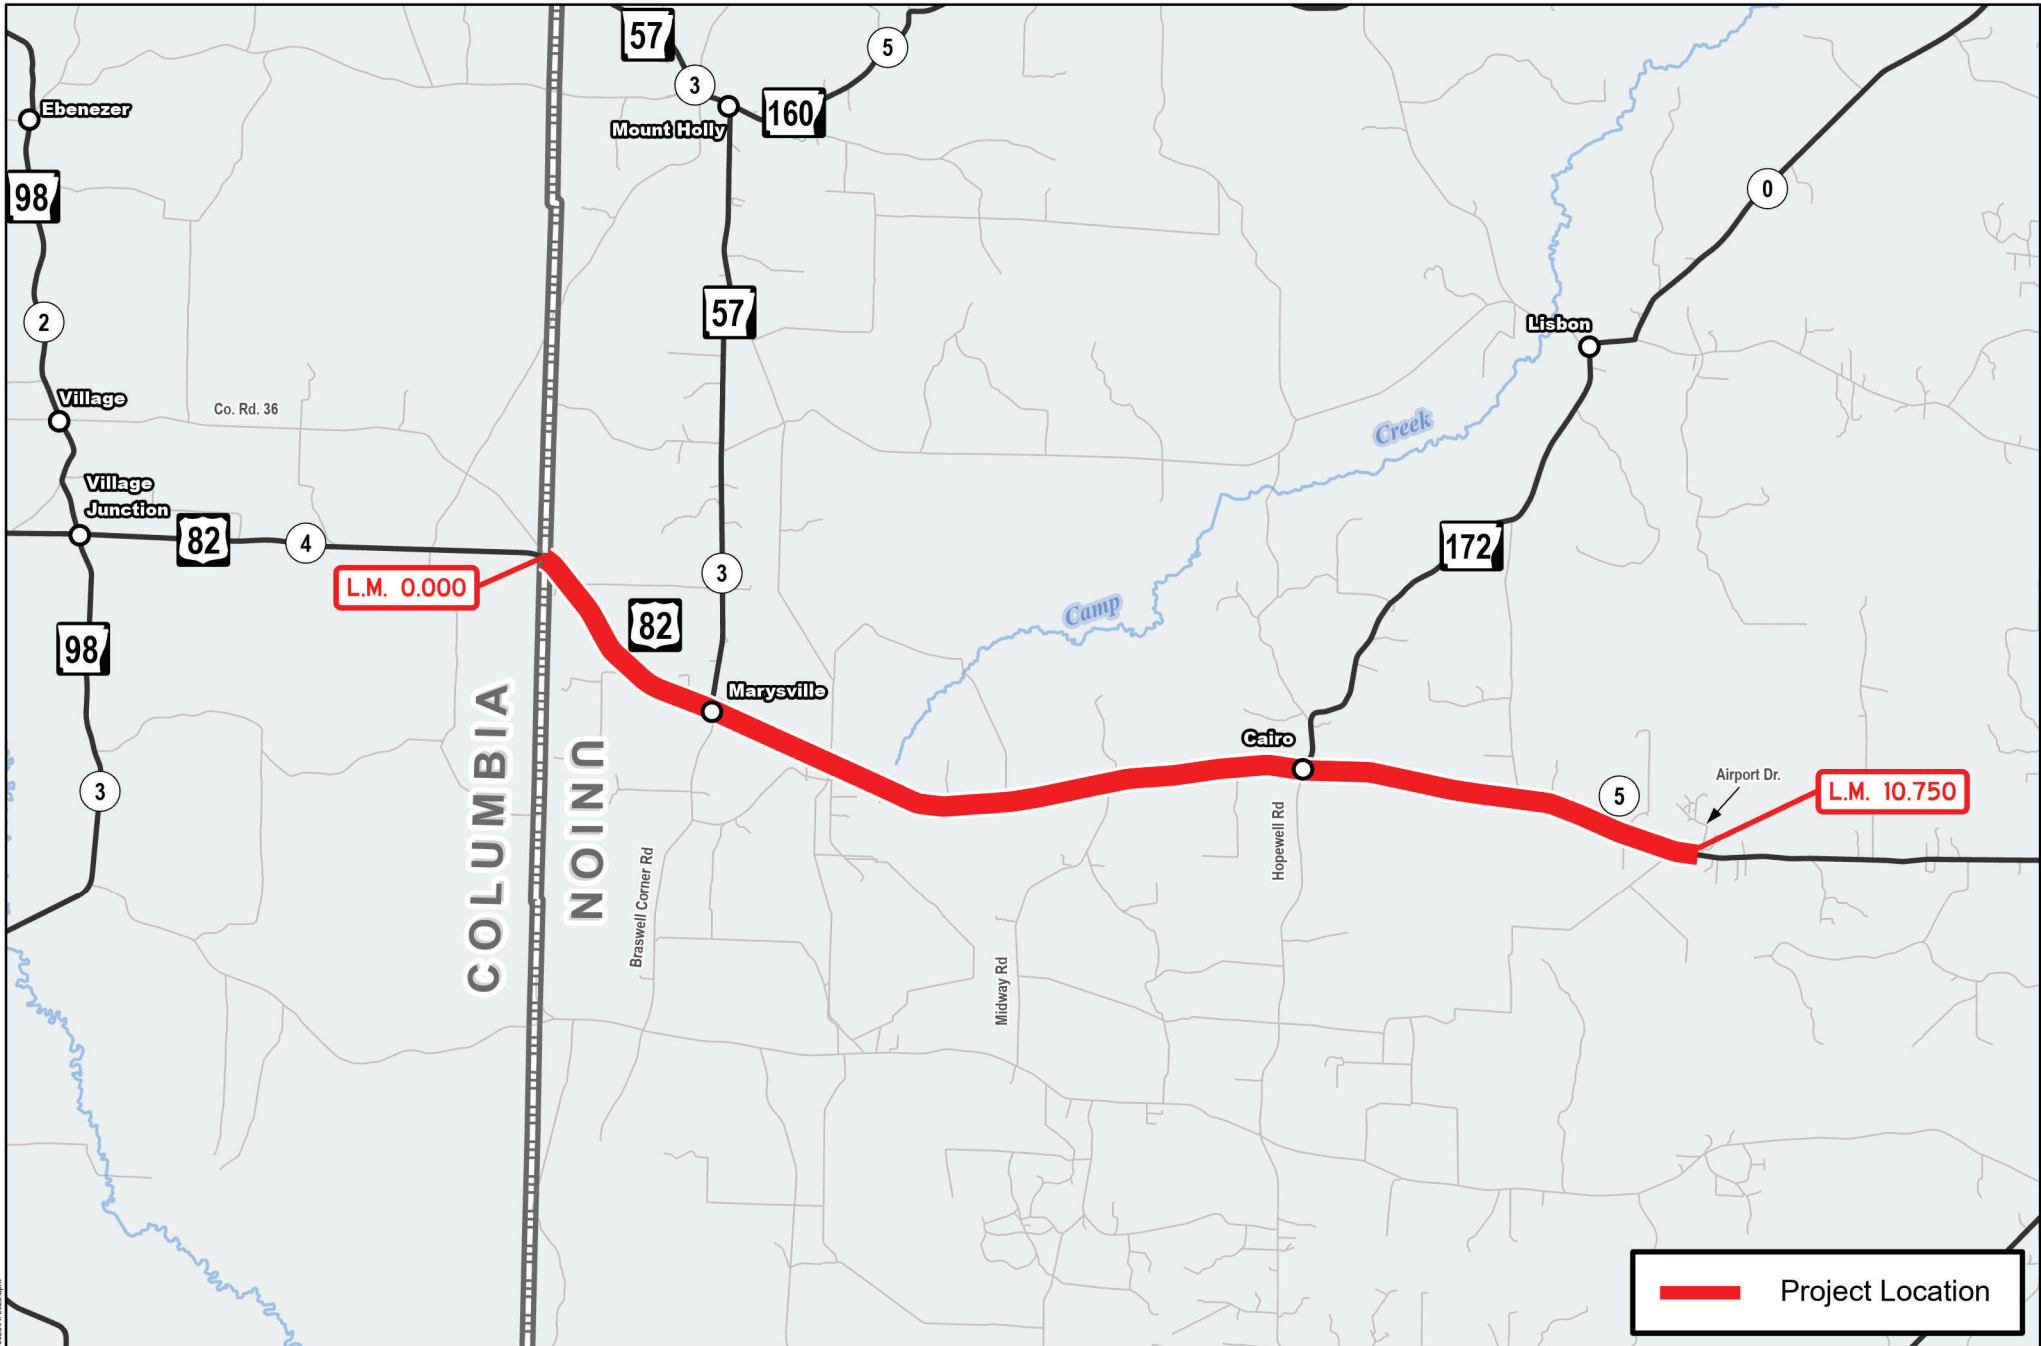 57
5
3
160
Ebenezer
Mount Holly
98
0
2
57
Lisbon
Village
Co. Rd. 36
Creek
Village
Junction
82
4
172
L.M. 0.000
3
Camp
82
98
Marysville
COLUMBIA
UNION
Cairo
3
5
Airport Dr.
L.M. 10.750
Hopewell Rd
Braswell Corner Rd
Midway Rd
Project Location